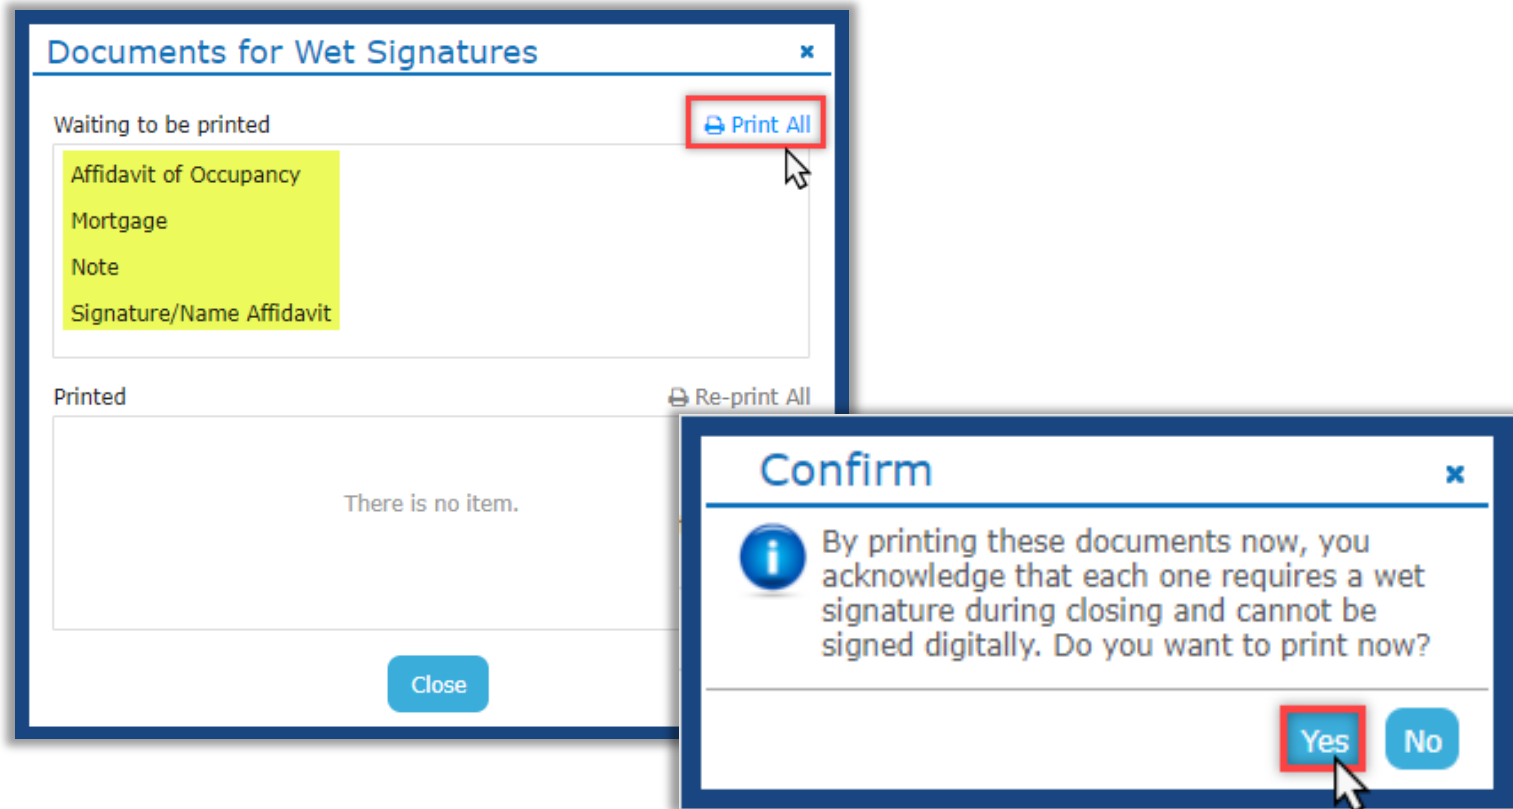 Documents for Wet Signatures
Waiting to be printed
Print All
Affidavit of Occupancy
Mortgage
Note
Signature/Name Affidavit
Printed
Re-print All
There is no item.
Close
Confirm
By printing these documents now, you
acknowledge that each one requires a wet
signature during closing and cannot be
signed digitally. Do you want to print now?
Yes
No